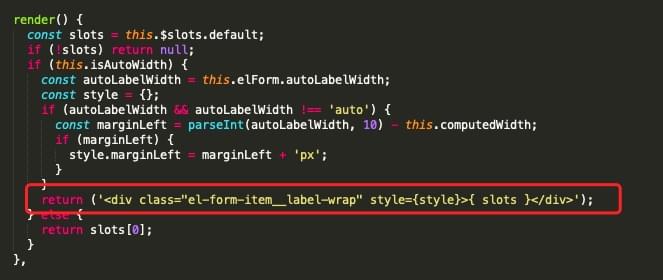 render() {
const slots = this.$slots.default;
if (!slots) return null;
if (this.isAutoWidth) {
const autoLabelWidth = this.elForm.autoLabelWidth;
const style = {};
if (autoLabelWidth && autoLabelWidth !== 'auto') {
const marginLeft = parseInt(autoLabelWidth, 10) - this.computedWidth;
if (marginLeft) {
style.marginLeft = marginLeft + 'px';
}
}
return ('<div class="el-form-item__label-wrap" style={style}>{ slots }</div>');
} else {
return slots[0];
}
},